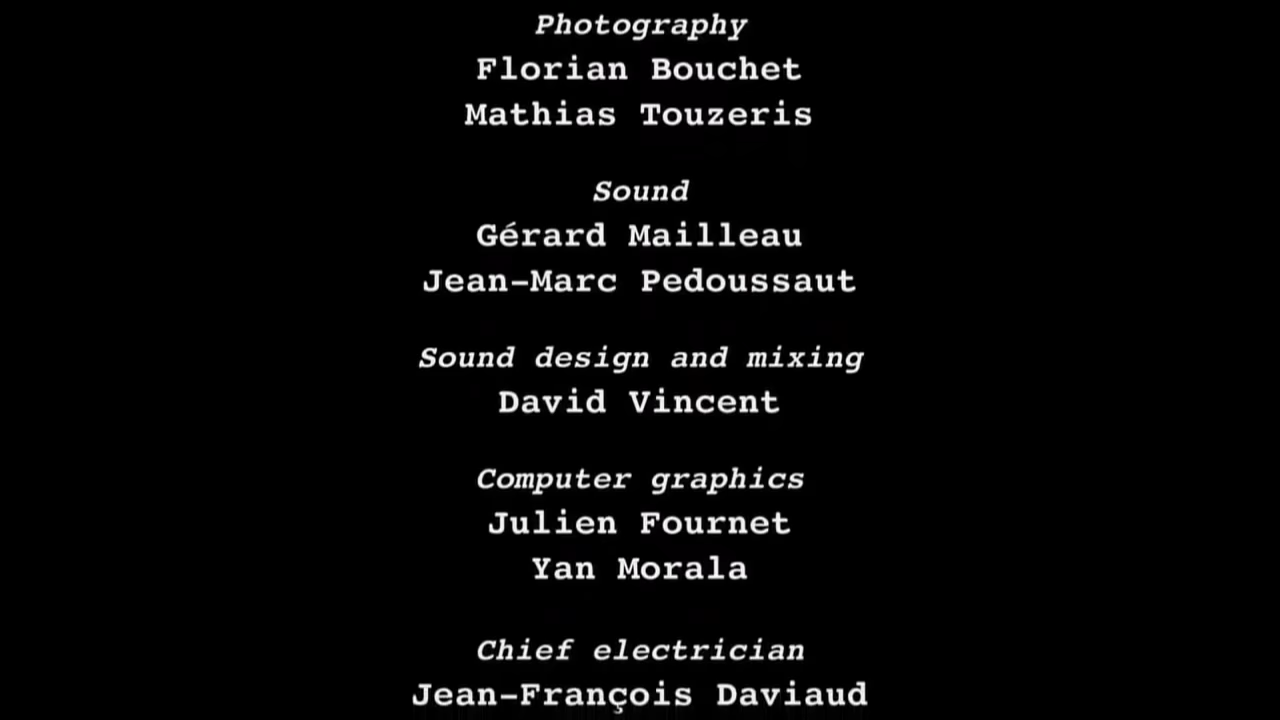 Photography
Florian Bouchet
Mathias Touzeris
Sound
Gérard Mailleau
Jean-Marc Pedoussaut
Sound design and mixing
David Vincent
Computer graphics
Julien Fournet
Yan Morala
Chief electrician
Jean-François Daviaud